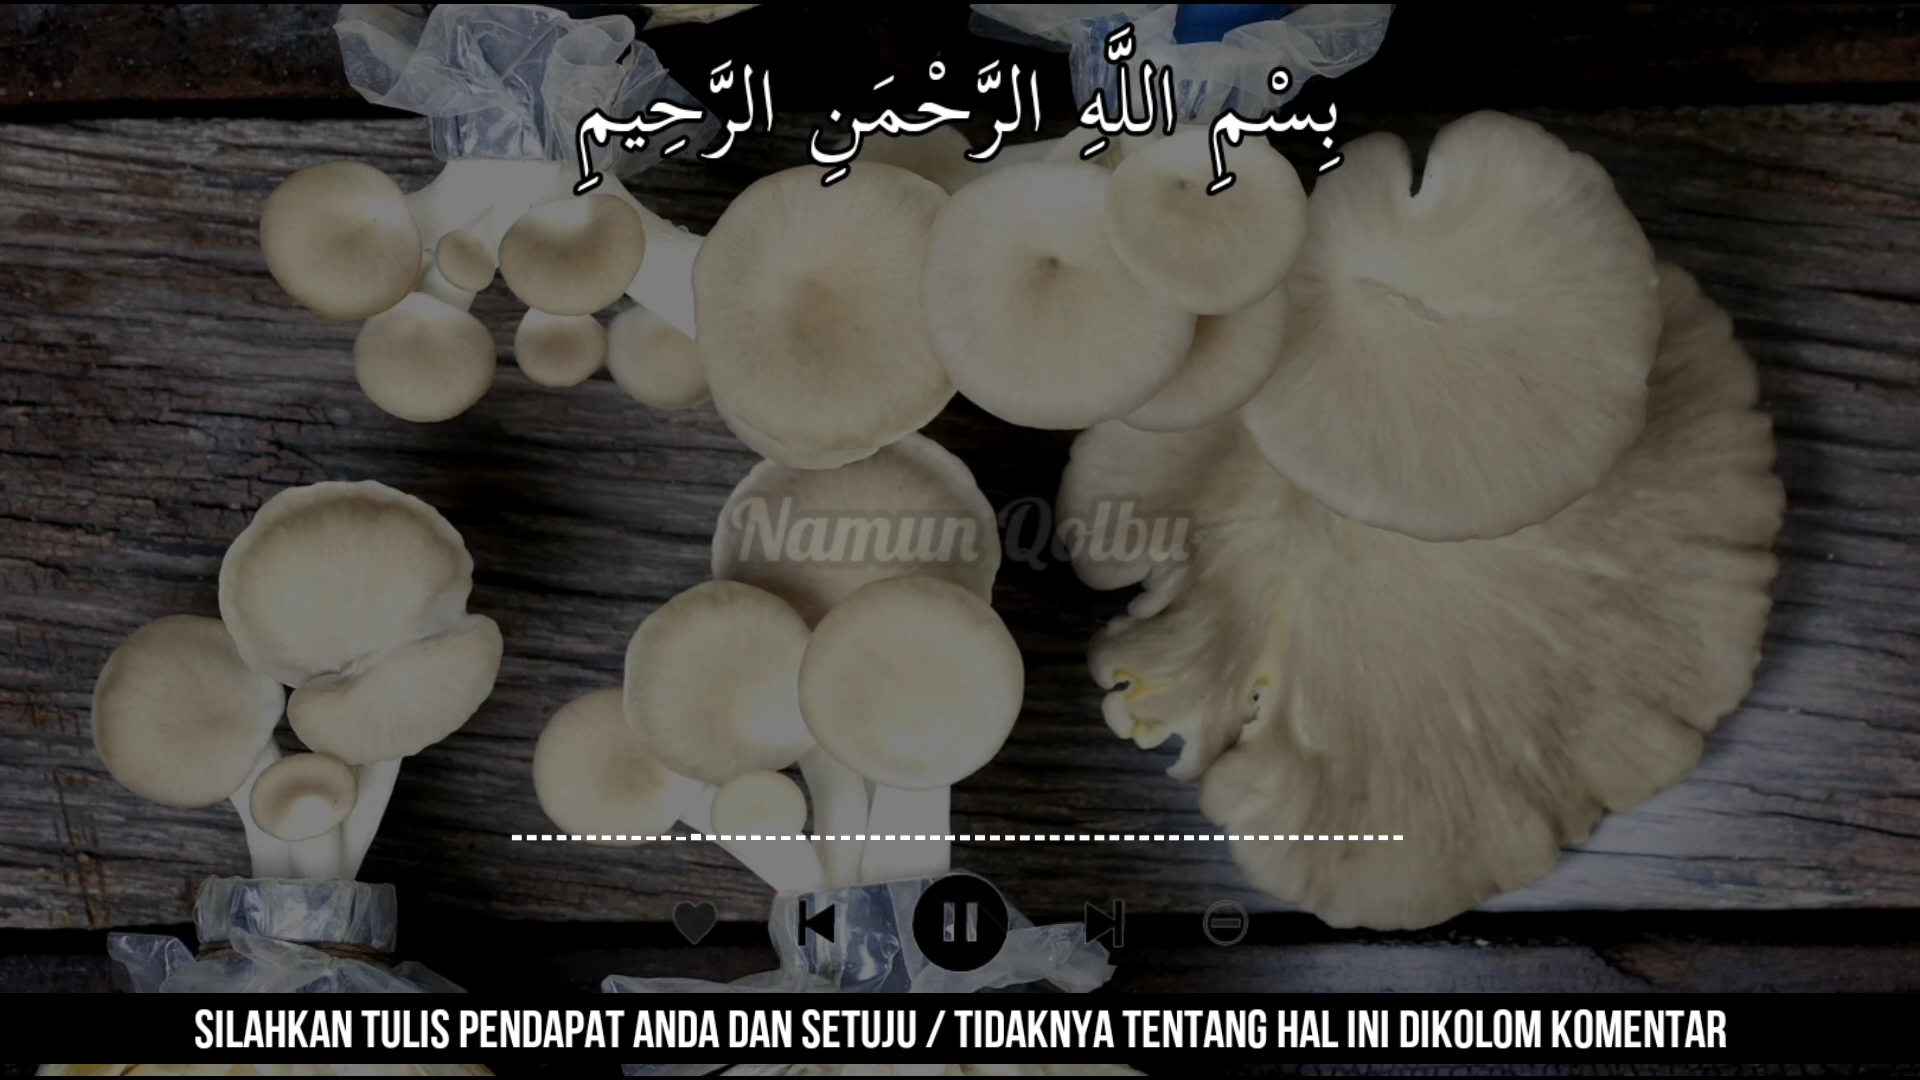 بِسْمِ اللَّهِ الرَّحْمَنِ الرَّحِيمِ
Namun Qolbu
SILAHKAN TULIS PENDAPAT ANDA DAN SETUJU / TIDAKNYA TENTANG HAL INI DIKOLOM KOMENTAR